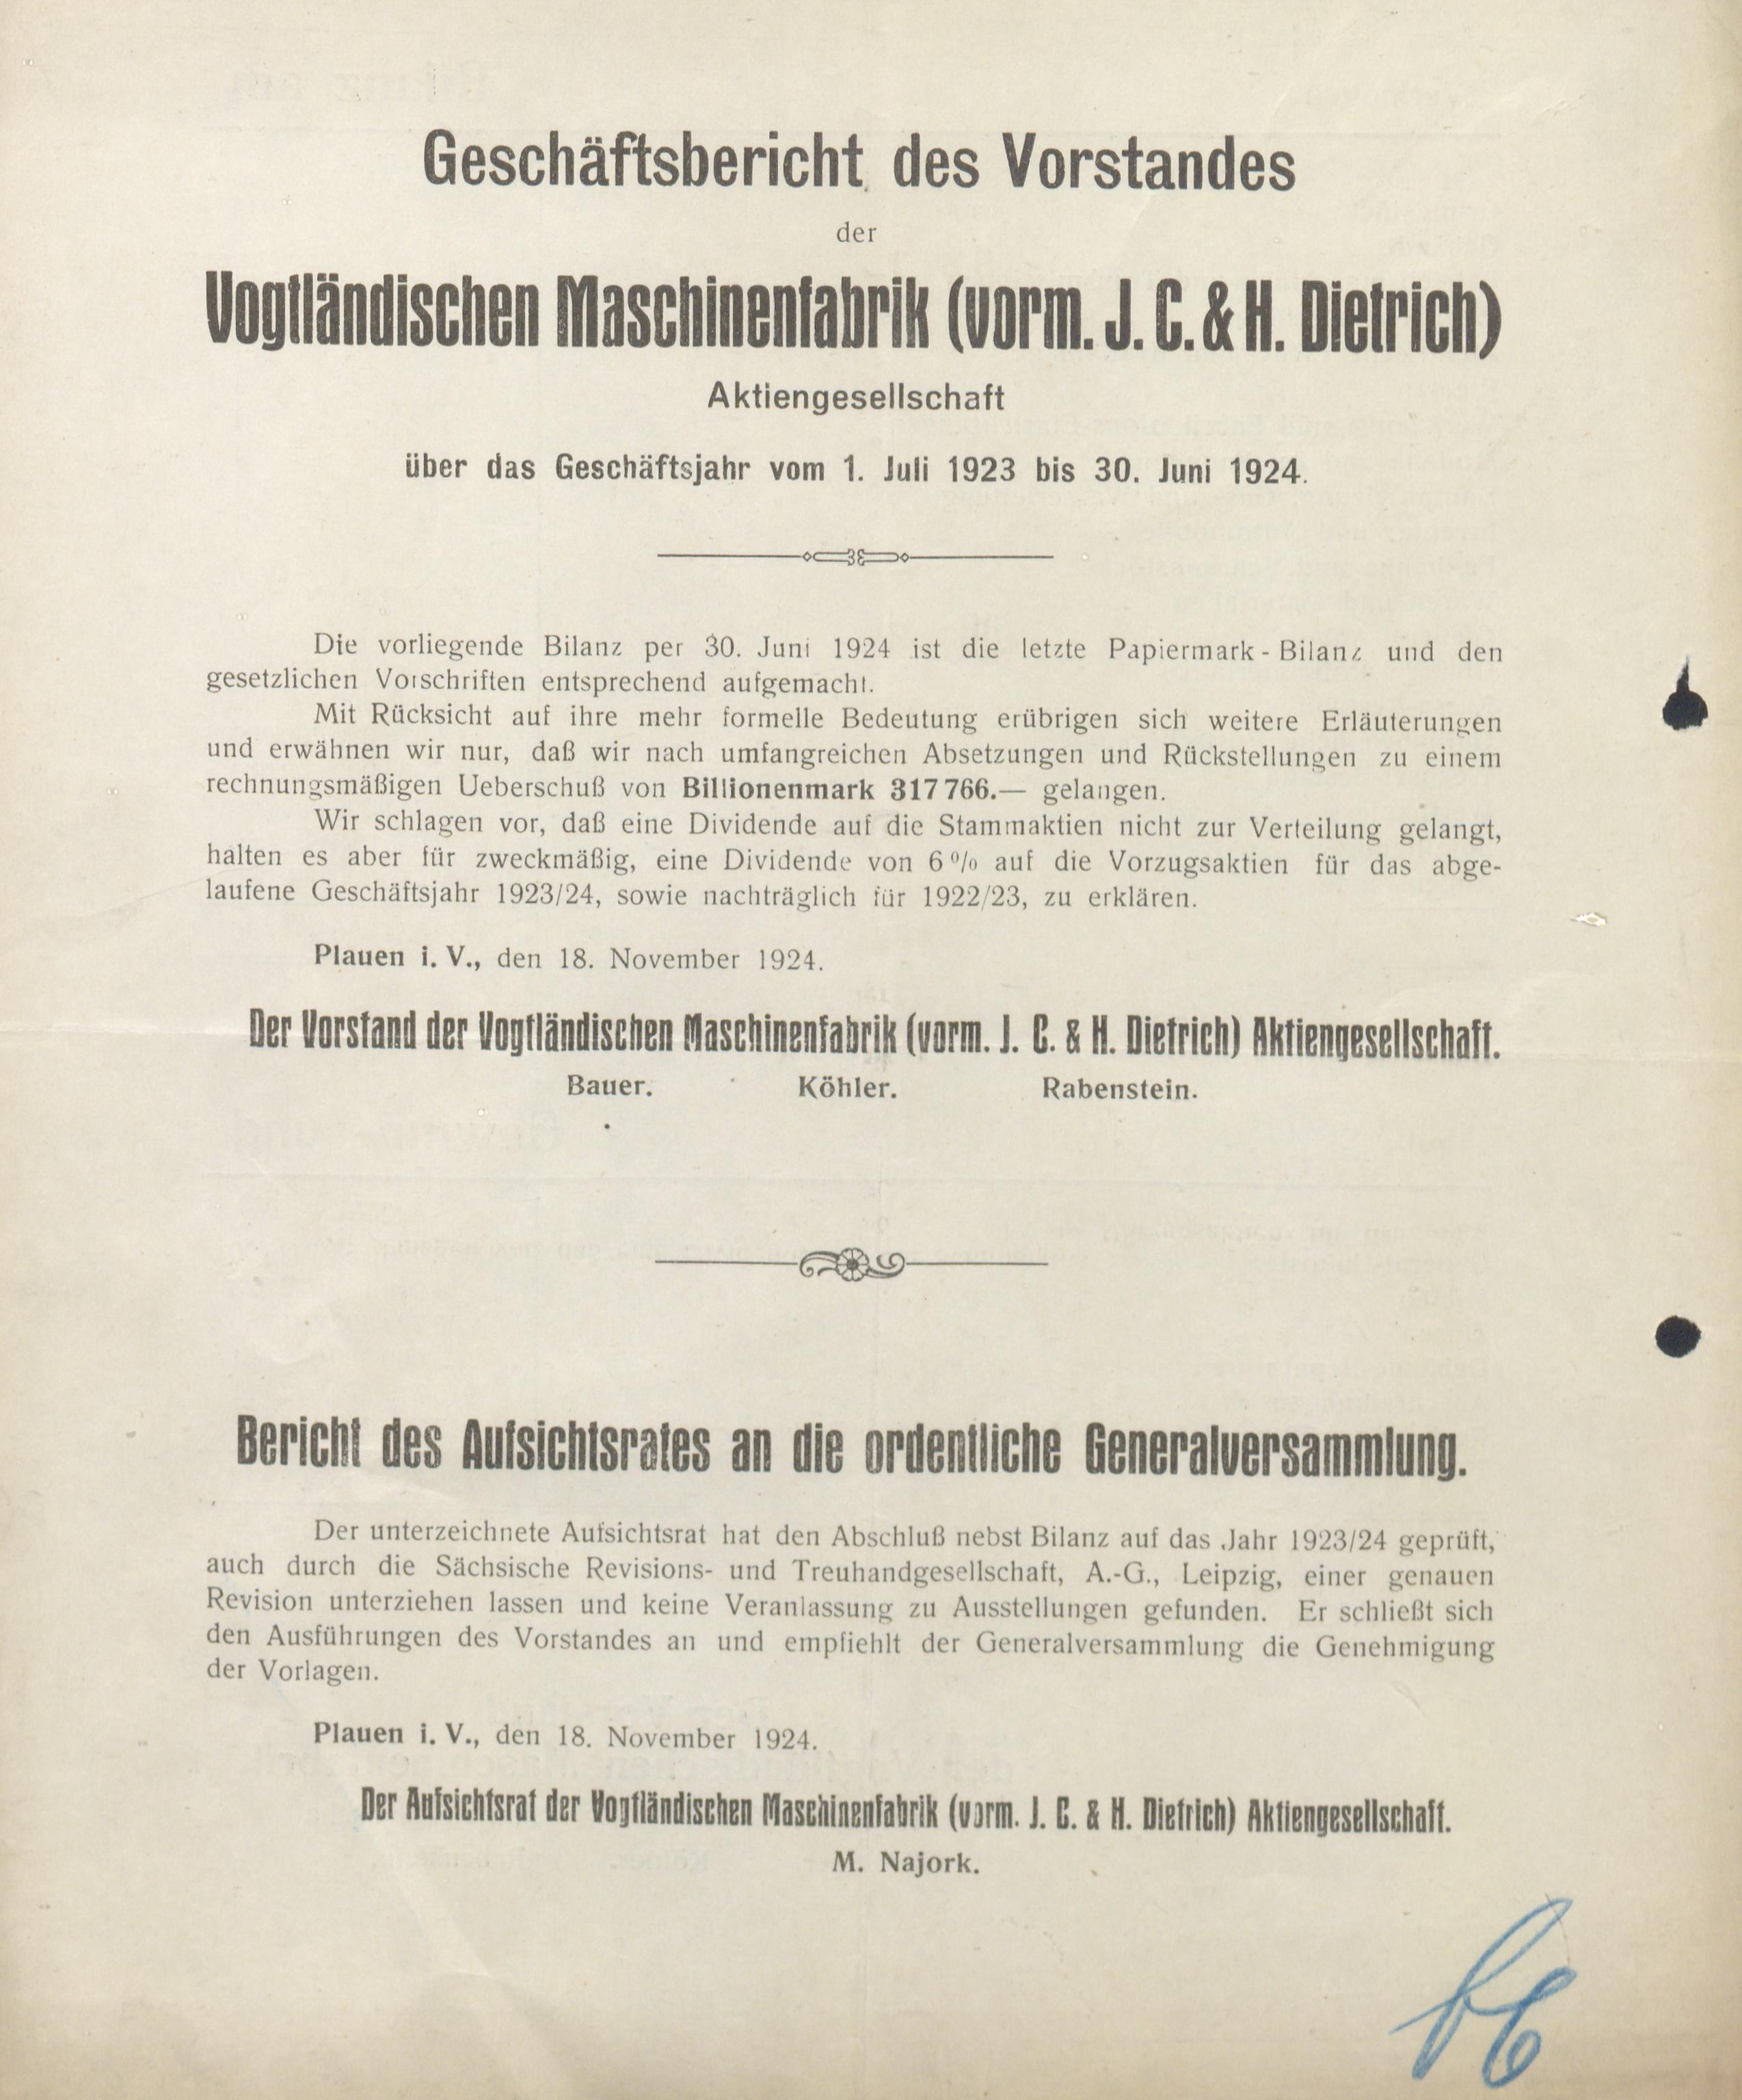 Geschäftsbericht des Vorstandes
der
Vogtländischen Maschinenfabrik (vorm. J. C. & H. Dietrich)
Aktiengesellschaft
über das Geschäftsjahr vom 1. Juli 1923 bis 30. Juni 1924.
Die vorliegende Bilanz per 30. Juni 1924 ist die letzte Papiermark-Bilanz und den
gesetzlichen Vorschriften entsprechend aufgemacht.
Mit Rücksicht auf ihre mehr formelle Bedeutung erübrigen sich weitere Erläuterungen
und erwähnen wir nur, daß wir nach umfangreichen Absetzungen und Rückstellungen zu einem
rechnungsmäßigen Ueberschuß von Billionenmark 317 766.— gelangen.
Wir schlagen vor, daß eine Dividende auf die Stammaktien nicht zur Verteilung gelangt,
halten es aber für zweckmäßig, eine Dividende von 6% auf die Vorzugsaktien für das abge-
laufene Geschäftsjahr 1923/24, sowie nachträglich für 1922/23, zu erklären.
Plauen i. V., den 18. November 1924.
Der Vorstand der Vogtländischen Maschinenfabrik (vorm. J. C. & H. Dietrich) Aktiengesellschaft.
Bauer. Köhler. Rabenstein.
Bericht des Aufsichtsrates an die ordentliche Generalversammlung.
Der unterzeichnete Aufsichtsrat hat den Abschluß nebst Bilanz auf das Jahr 1923/24 geprüft,
auch durch die Sächsische Revisions- und Treuhandgesellschaft, A.-G., Leipzig, einer genauen
Revision unterziehen lassen und keine Veranlassung zu Ausstellungen gefunden. Er schließt sich
den Ausführungen des Vorstandes an und empfiehlt der Generalversammlung die Genehmigung
der Vorlagen.
Plauen i. V., den 18. November 1924.
Der Aufsichtsrat der Vogtländischen Maschinenfabrik (vorm. J. C. & H. Dietrich) Aktiengesellschaft.
M. Najork.